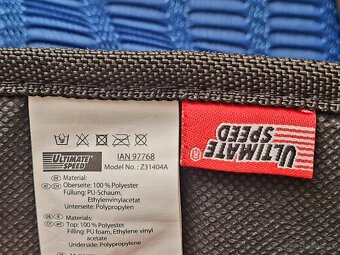 ULTIMATE
SPEED
IAN 97768
Model No.: Z31404A
Material:
Oberseite: 100 % Polyester
Füllung: PU-Schaum,
Ethylenvinylacetat
Unterseite: Polypropylen
Material:
Top: 100 % Polyester
Filling: PU foam, Ethylene vinyl
acetate
Underside: Polypropylene
ULTIMATE
SPEED
®